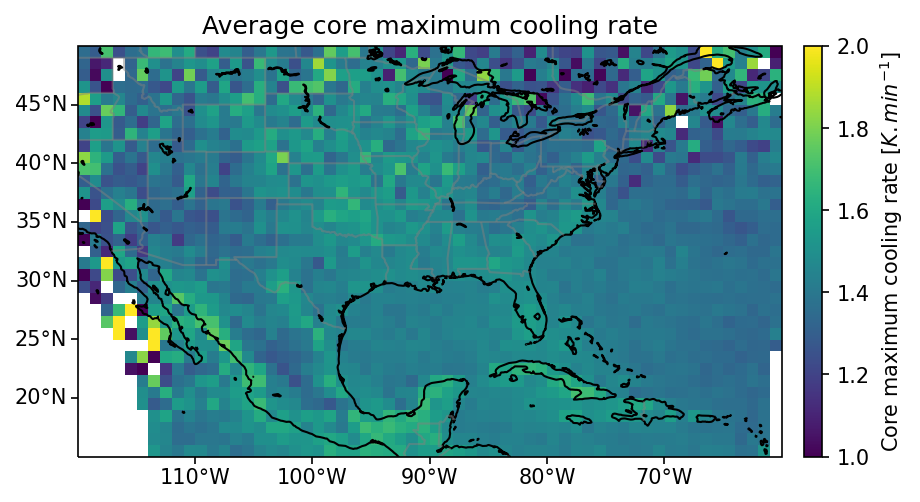 Average core maximum cooling rate
45°N
40°N
35°N
30°N
25°N
20°N
110°W
100°W
90°W
80°W
70°W
2.0
1.8
1.6
1.4
1.2
1.0
Core maximum cooling rate [K. min⁻¹]